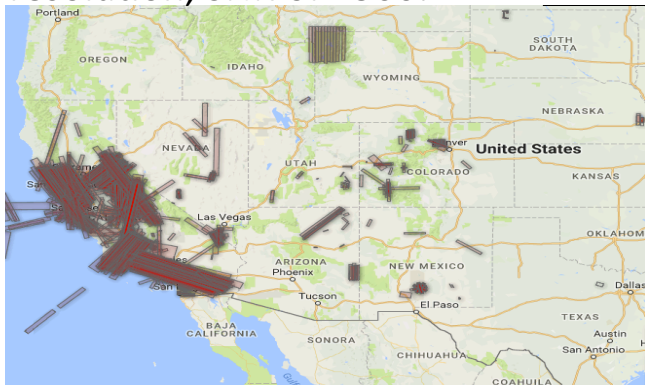 Portland
OREGON
IDAHO
SOUTH
DAKOTA
WYOMING
NEBRASKA
NEVADA
UTAH
United States
COLORADO
KANSAS
Las Vegas
OKLAHOM
ARIZONA
Phoenix
NEW MEXICO
Tucson
El Paso
Dallas
TEXAS
Austin
San Antonio
BAJA
CALIFORNIA
SONORA
CHIHUAHUA
COAHUILA